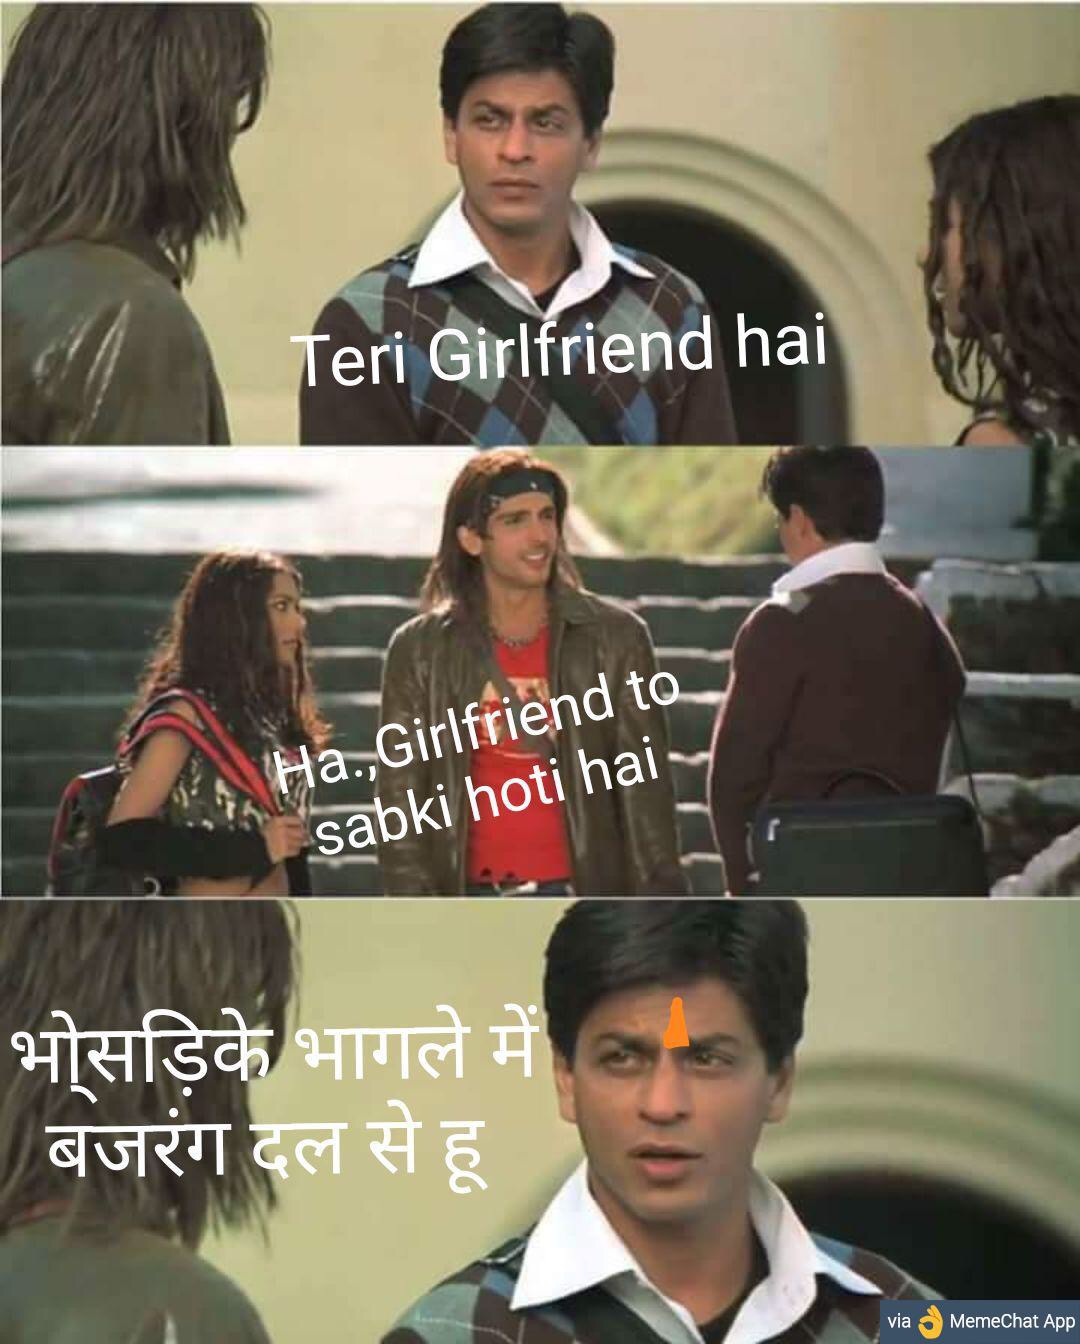 Teri Girlfriend hai
Ha.,Girlfriend to
sabki hoti hai
भो्सड़िके भागले में
बजरंग दल से हू
via 👌 MemeChat App